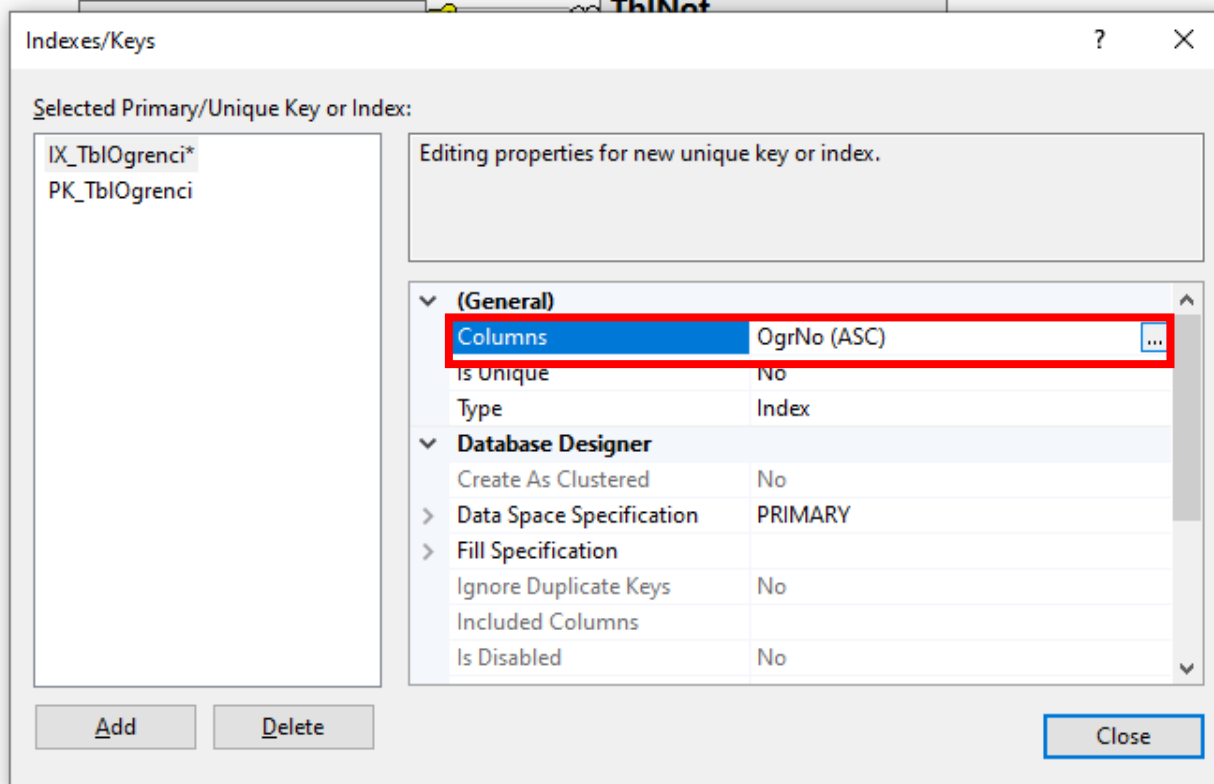 TblNot
Indexes/Keys
?
Selected Primary/Unique Key or Index:
IX_TblOgrenci*
PK_TblOgrenci
Editing properties for new unique key or index.
(General)
Columns OgrNo (ASC)
...
Is Unique No
Type Index
Database Designer
Create As Clustered No
Data Space Specification PRIMARY
Fill Specification
Ignore Duplicate Keys No
Included Columns
Is Disabled No
Add Delete
Close